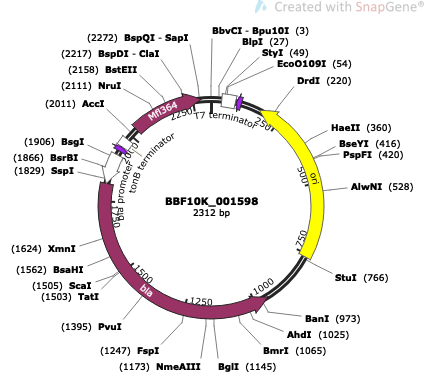 Created with SnapGene®
(2272) BspQI - SapI
(2217) BspDI - ClaI
(2158) BstEII
(2111) NruI
(2011) AccI
(1906) BsgI
(1866) BsrBI
(1829) SspI
(1624) XmnI
(1562) BsaHI
(1505) ScaI
(1503) TatI
(1395) PvuI
(1247) FspI
(1173) NmeAIII
BbvCI - Bpu10I (3)
BlpI (27)
StyI (49)
EcoO109I (54)
DrdI (220)
HaeII (360)
BseYI (416)
PspFI (420)
AlwNI (528)
StuI (766)
BanI (973)
AhdI (1025)
BmrI (1065)
BglI (1145)
Mfl364
T7 terminator
tonB terminator
bla promoter
bla
ori
250
500
750
1000
1250
1500
1750
2250
BBF10K_001598
2312 bp